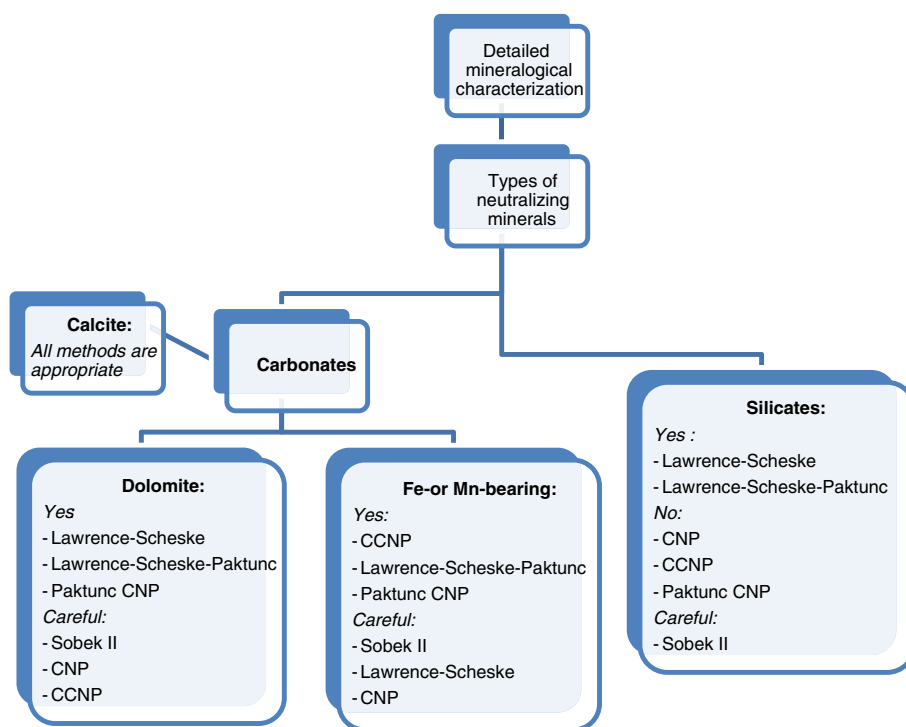 Detailed
mineralogical
characterization
Types of
neutralizing
minerals
Calcite:
All methods are
appropriate
Carbonates
Dolomite:
Yes
- Lawrence-Scheske
- Lawrence-Scheske-Paktunc
- Paktunc CNP
Careful:
- Sobek II
- CNP
- CCNP
Fe-or Mn-bearing:
Yes:
- CCNP
- Lawrence-Scheske-Paktunc
- Paktunc CNP
Careful:
- Sobek II
- Lawrence-Scheske
- CNP
Silicates:
Yes :
- Lawrence-Scheske
- Lawrence-Scheske-Paktunc
No:
- CNP
- CCNP
- Paktunc CNP
Careful:
- Sobek II